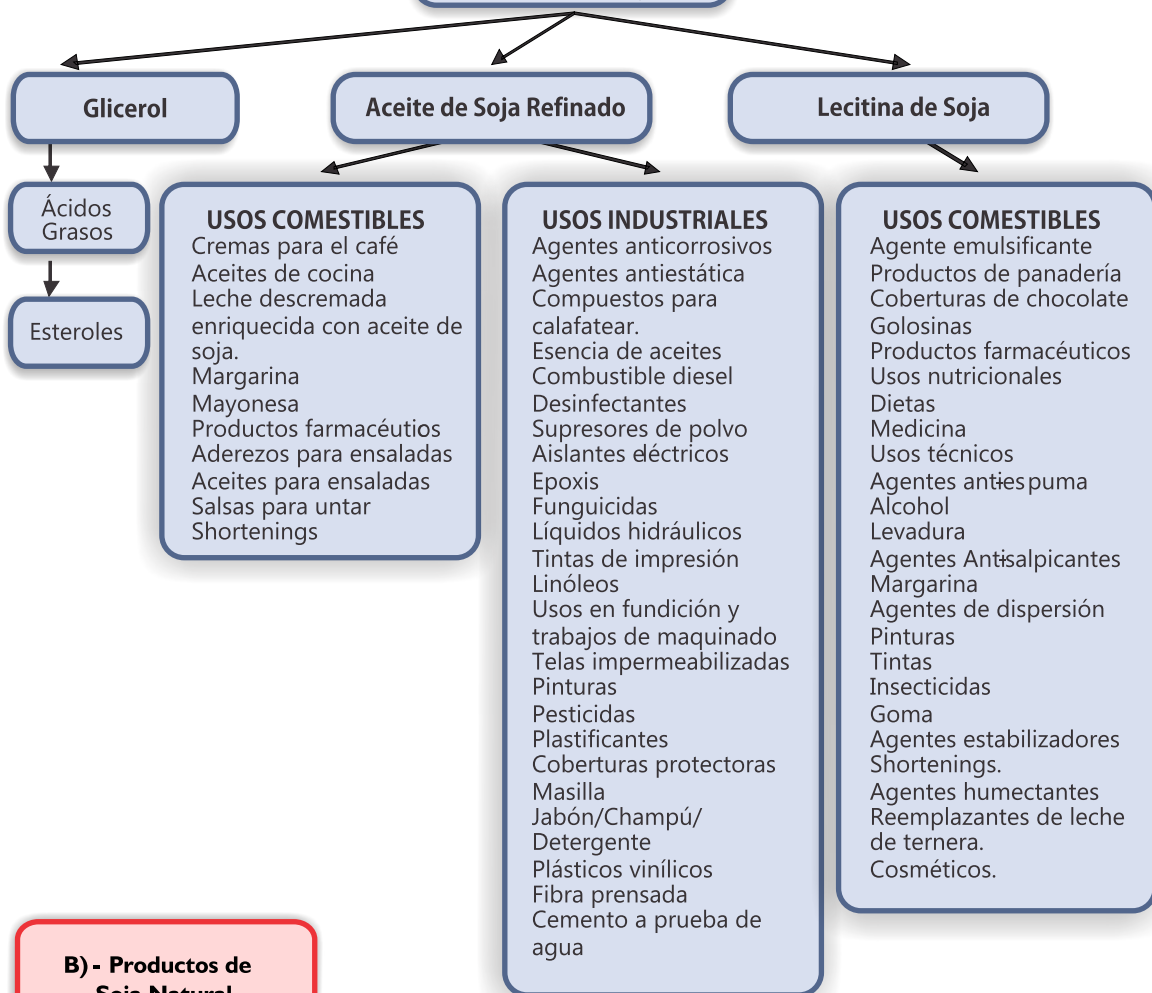 Glicerol
Aceite de Soja Refinado
Lecitina de Soja
Ácidos
Grasos
Esteroles
USOS COMESTIBLES
Cremas para el café
Aceites de cocina
Leche descremada
enriquecida con aceite de
soja.
Margarina
Mayonesa
Productos farmacéutios
Aderezos para ensaladas
Aceites para ensaladas
Salsas para untar
Shortenings
USOS INDUSTRIALES
Agentes anticorrosivos
Agentes antiestática
Compuestos para
calafatear.
Esencia de aceites
Combustible diesel
Desinfectantes
Supresores de polvo
Aislantes eléctricos
Epoxis
Funguicidas
Líquidos hidráulicos
Tintas de impresión
Linóleos
Usos en fundición y
trabajos de maquinado
Telas impermeabilizadas
Pinturas
Pesticidas
Plastificantes
Coberturas protectoras
Masilla
Jabón/Champú/
Detergente
Plásticos vinílicos
Fibra prensada
Cemento a prueba de
agua
USOS COMESTIBLES
Agente emulsificante
Productos de panadería
Coberturas de chocolate
Golosinas
Productos farmacéuticos
Usos nutricionales
Dietas
Medicina
Usos técnicos
Agentes anti-espuma
Alcohol
Levadura
Agentes Anti-salpicantes
Margarina
Agentes de dispersión
Pinturas
Tintas
Insecticidas
Goma
Agentes estabilizadores
Shortenings.
Agentes humectantes
Reemplazantes de leche
de ternera.
Cosméticos.
B) - Productos de
Soja Natural